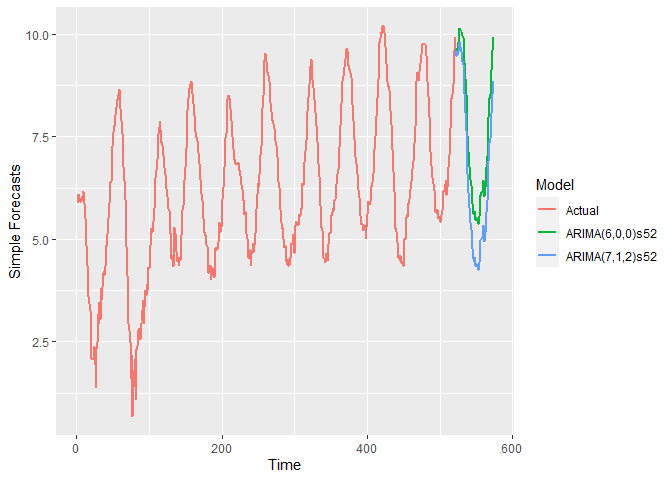 10.0
7.5
5.0
2.5
Simple Forecasts
0
200
400
600
Time
Model
Actual
ARIMA(6,0,0)s52
ARIMA(7,1,2)s52